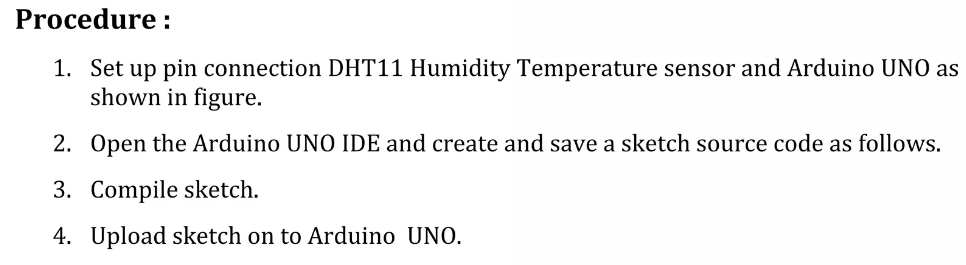 Procedure :
1. Set up pin connection DHT11 Humidity Temperature sensor and Arduino UNO as
shown in figure.
2. Open the Arduino UNO IDE and create and save a sketch source code as follows.
3. Compile sketch.
4. Upload sketch on to Arduino  UNO.